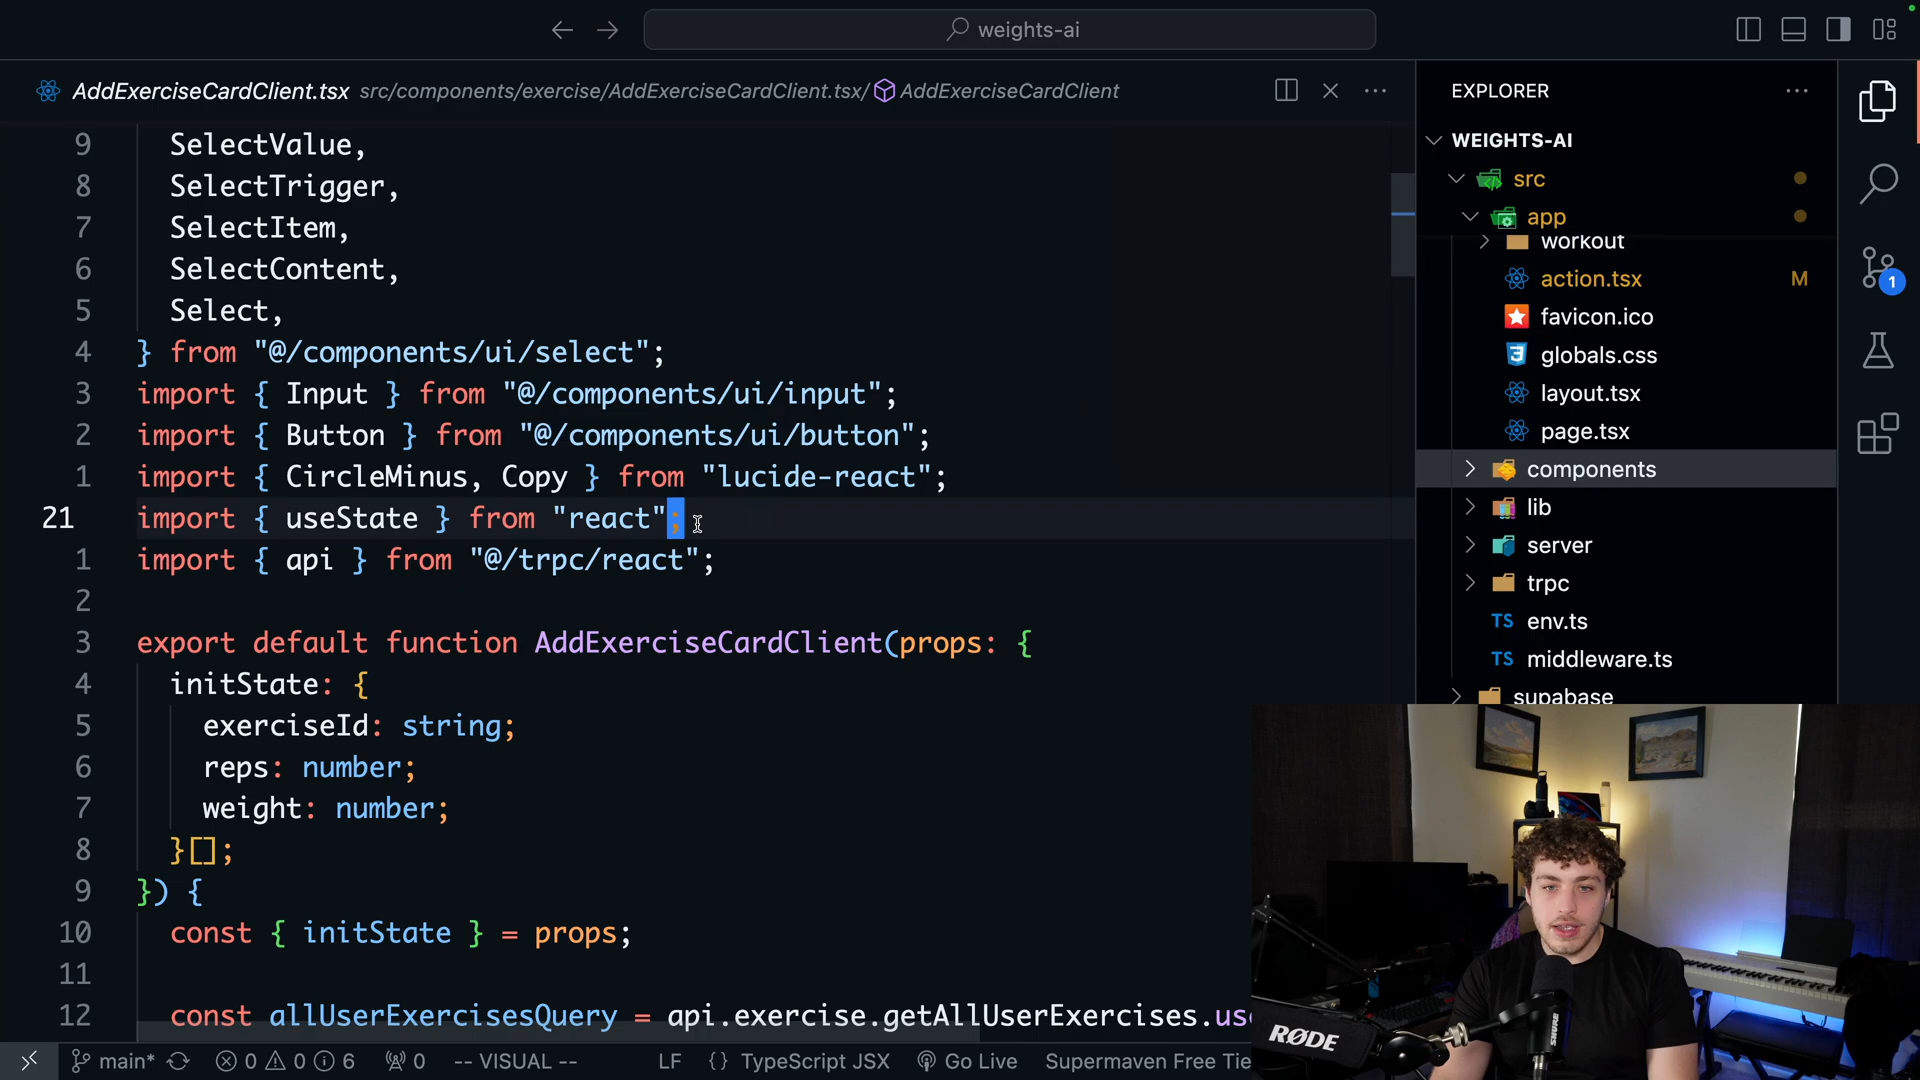 weights-ai
AddExerciseCardClient.tsx src/components/exercise/AddExerciseCardClient.tsx/ AddExerciseCardClient
9 SelectValue,
8 SelectTrigger,
7 SelectItem,
6 SelectContent,
5 Select,
4 } from "@/components/ui/select";
3 import { Input } from "@/components/ui/input";
2 import { Button } from "@/components/ui/button";
1 import { CircleMinus, Copy } from "lucide-react";
21 import { useState } from "react";
1 import { api } from "@/trpc/react";
2
3 export default function AddExerciseCardClient(props: {
4 initState: {
5 exerciseId: string;
6 reps: number;
7 weight: number;
8 }[];
9 }) {
10 const { initState } = props;
11
12 const allUserExercisesQuery = api.exercise.getAllUserExercises.use
EXPLORER
WEIGHTS-AI
src
app
workout
action.tsx M
favicon.ico
globals.css
layout.tsx
page.tsx
components
lib
server
trpc
TS env.ts
TS middleware.ts
supabase
1
RØDE
SHURE
main* 0 0 6 0 -- VISUAL -- LF {} TypeScript JSX Go Live Supermaven Free Tie